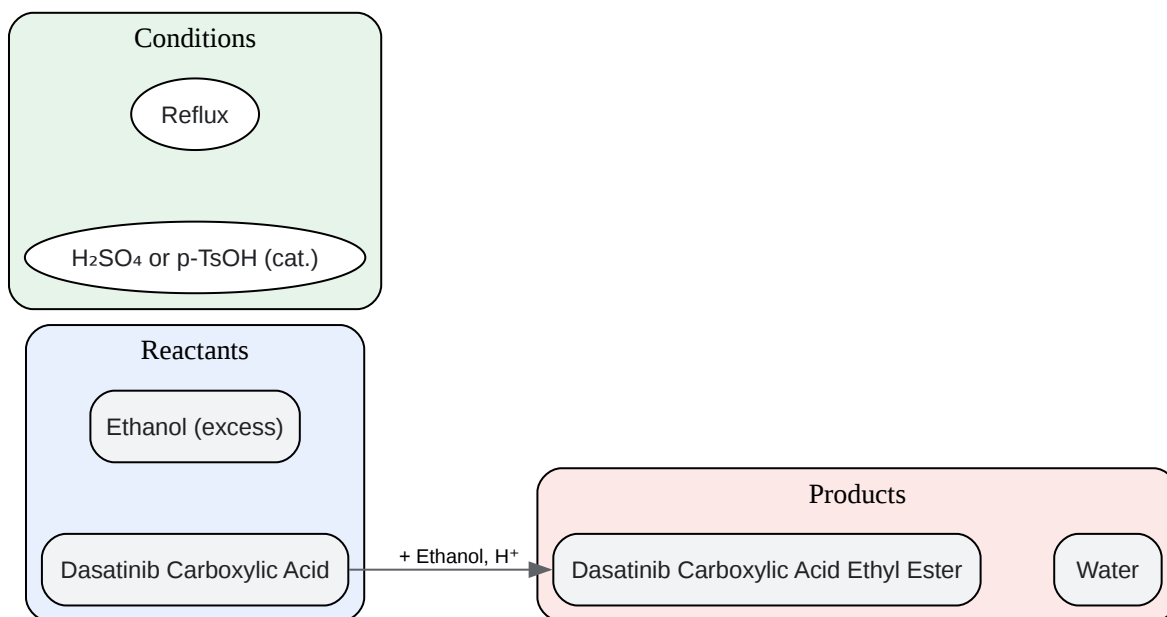 Conditions
Reflux
H₂SO₄ or p-TsOH (cat.)
Reactants
Ethanol (excess)
Dasatinib Carboxylic Acid
+ Ethanol, H⁺
Products
Dasatinib Carboxylic Acid Ethyl Ester
Water